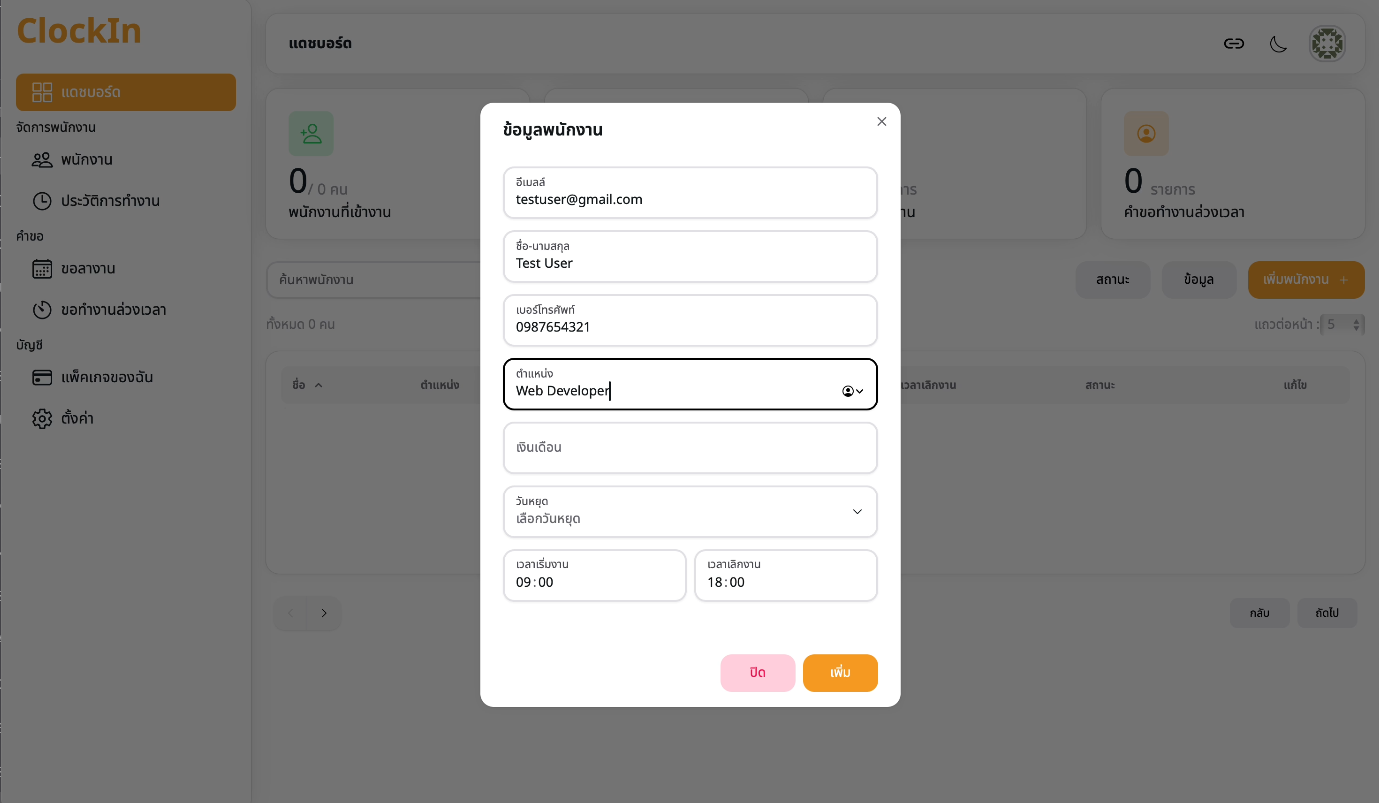 ClockIn
แดชบอร์ด
จัดการพนักงาน
พนักงาน
ประวัติการทำงาน
คำขอ
ขอลางาน
ขอทำงานล่วงเวลา
บัญชี
แพ็คเกจของฉัน
ตั้งค่า
แดชบอร์ด
0/ 0 คน
พนักงานที่เข้างาน
0 รายการ
คำขอทำงานล่วงเวลา
ค้นหาพนักงาน
สถานะ
ข้อมูล
เพิ่มพนักงาน +
ทั้งหมด 0 คน
แถวต่อหน้า : 5
ชื่อ
ตำแหน่ง
เวลาเลิกงาน
สถานะ
แก้ไข
กลับ
ถัดไป
ข้อมูลพนักงาน
อีเมลล์
testuser@gmail.com
ชื่อ-นามสกุล
Test User
เบอร์โทรศัพท์
0987654321
ตำแหน่ง
Web Developer
เงินเดือน
วันหยุด
เลือกวันหยุด
เวลาเริ่มงาน
09:00
เวลาเลิกงาน
18:00
ปิด
เพิ่ม